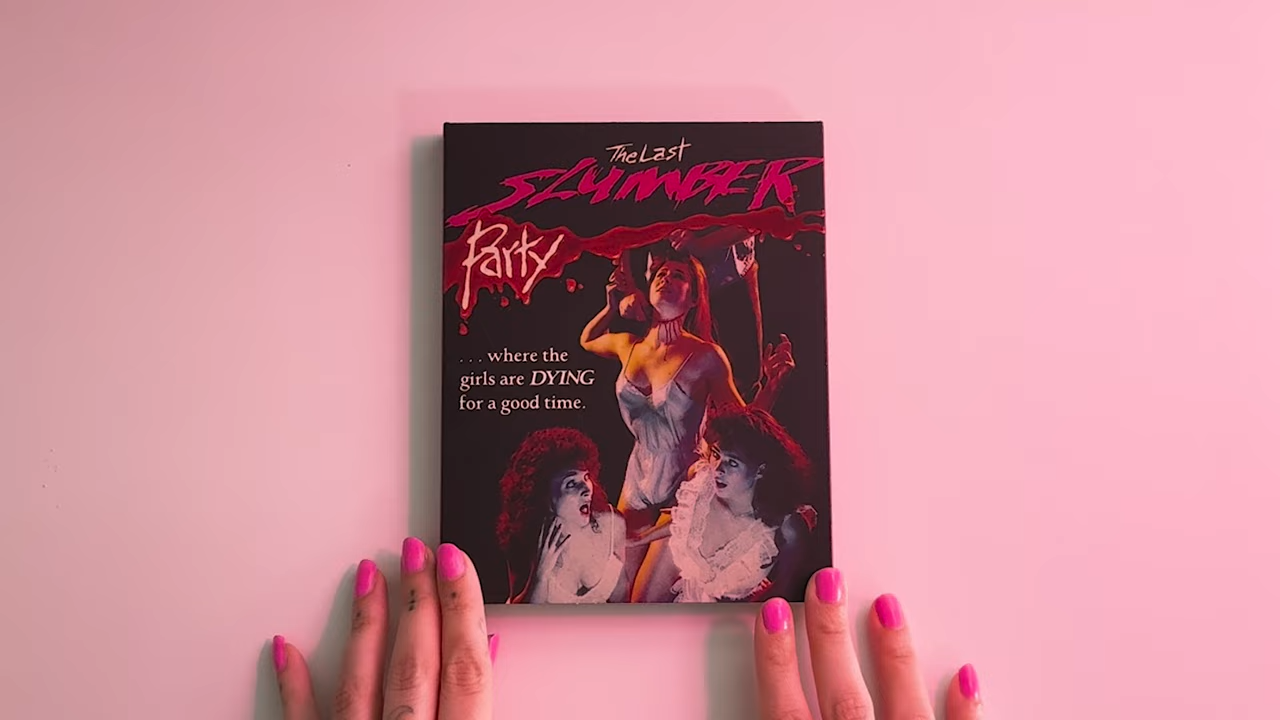 The Last
SLUMBER
Party
. . . where the
girls are DYING
for a good time.